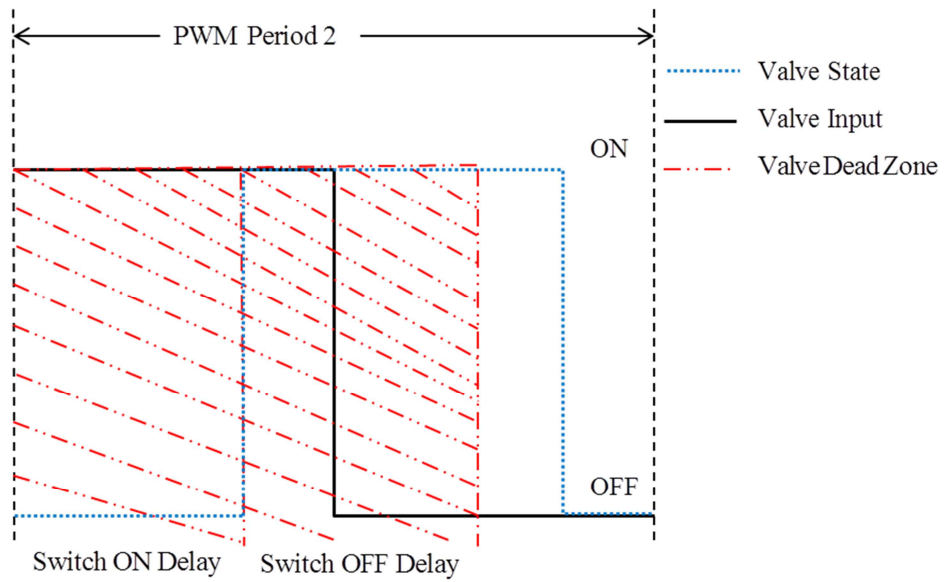 PWM Period 2
Valve State
Valve Input
Valve Dead Zone
ON
OFF
Switch ON Delay
Switch OFF Delay